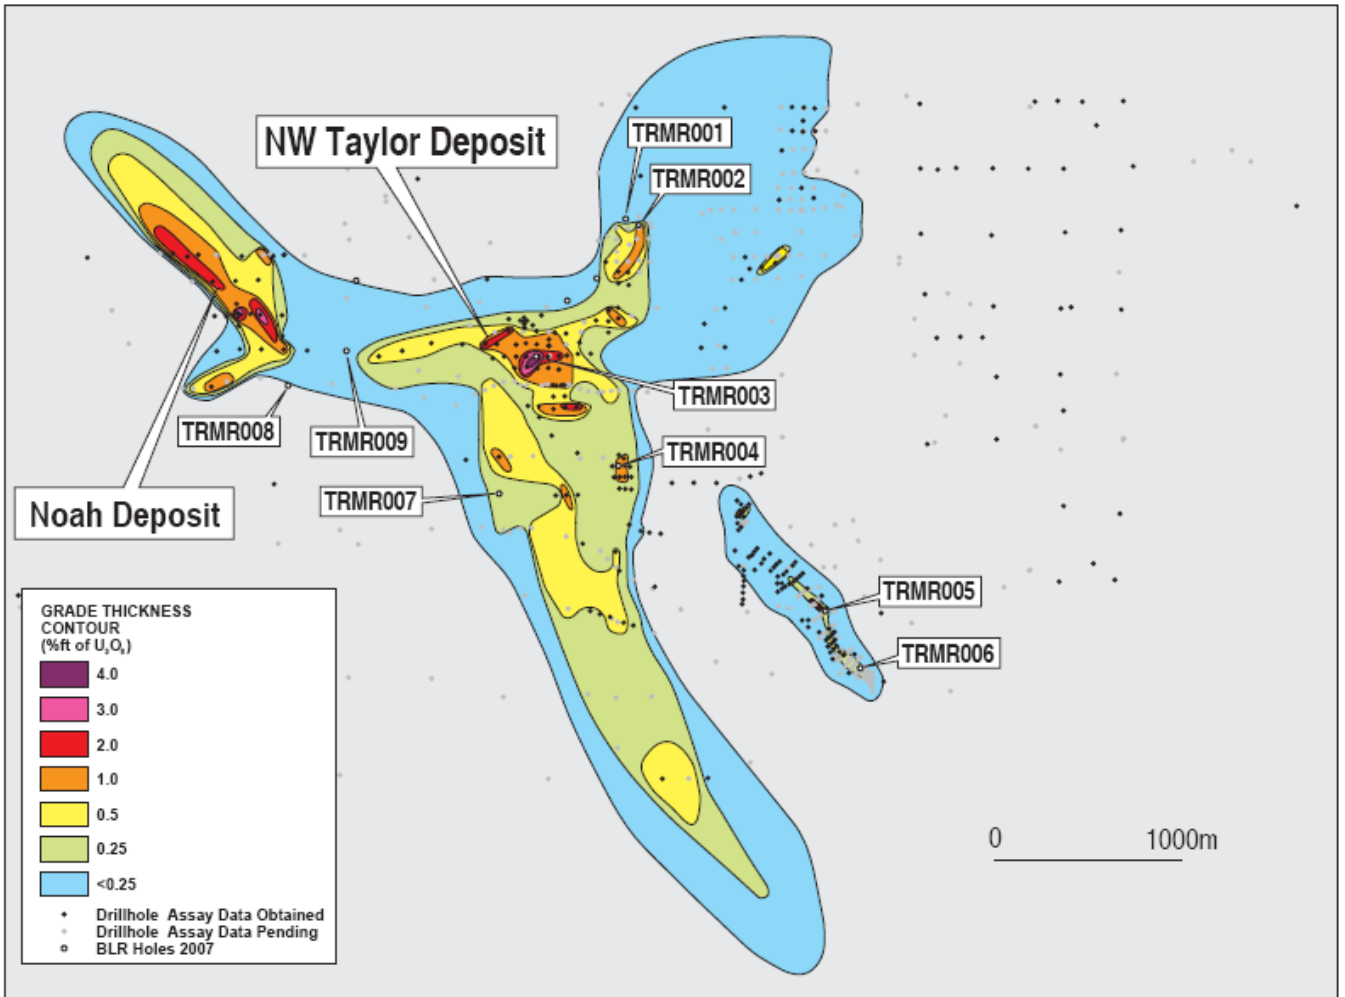 TRMR001
NW Taylor Deposit
TRMR002
TRMR003
TRMR008
TRMR009
TRMR004
TRMR007
Noah Deposit
TRMR005
TRMR006
GRADE THICKNESS
CONTOUR
(%ft of U₃O₈)
4.0
3.0
2.0
1.0
0.5
0.25
<0.25
Drillhole Assay Data Obtained
Drillhole Assay Data Pending
BLR Holes 2007
0 1000m